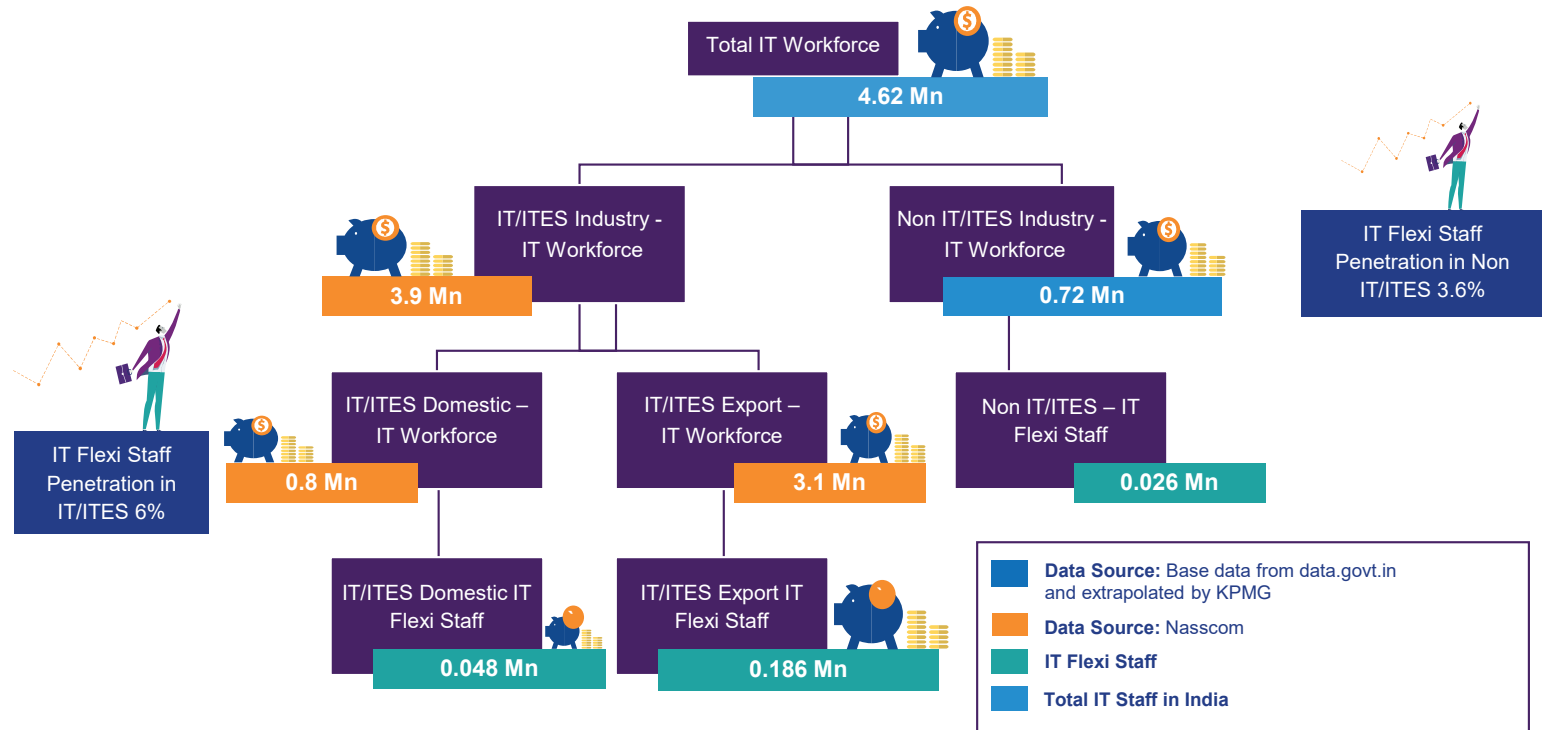 Total IT Workforce
$
4.62 Mn
IT/ITES Industry -
IT Workforce
$
3.9 Mn
Non IT/ITES Industry -
IT Workforce
$
0.72 Mn
IT Flexi Staff
Penetration in Non
IT/ITES 3.6%
IT Flexi Staff
Penetration in
IT/ITES 6%
IT/ITES Domestic –
IT Workforce
$
0.8 Mn
IT/ITES Export –
IT Workforce
$
3.1 Mn
Non IT/ITES – IT
Flexi Staff
0.026 Mn
IT/ITES Domestic IT
Flexi Staff
0.048 Mn
IT/ITES Export IT
Flexi Staff
0.186 Mn
Data Source: Base data from data.govt.in
and extrapolated by KPMG
Data Source: Nasscom
IT Flexi Staff
Total IT Staff in India